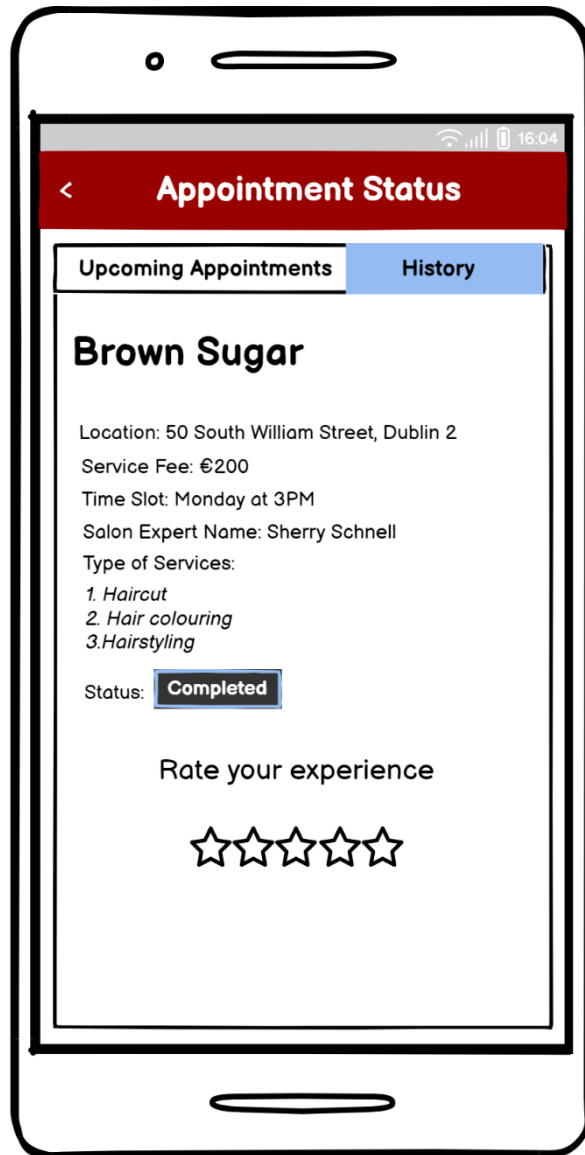 16:04
< Appointment Status
Upcoming Appointments History
Brown Sugar
Location: 50 South William Street, Dublin 2
Service Fee: €200
Time Slot: Monday at 3PM
Salon Expert Name: Sherry Schnell
Type of Services:
1. Haircut
2. Hair colouring
3.Hairstyling
Status: Completed
Rate your experience